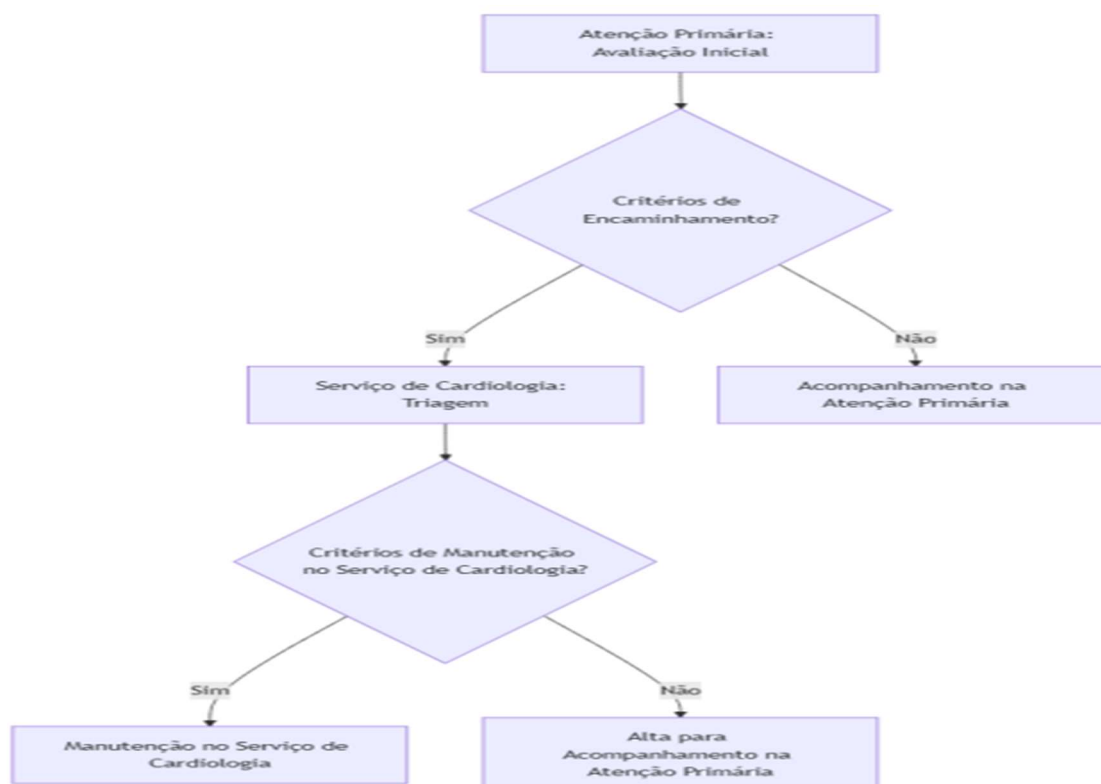 Atenção Primária:
Avaliação Inicial
Critérios de
Encaminhamento?
Sim
Não
Serviço de Cardiologia:
Triagem
Acompanhamento na
Atenção Primária
Critérios de Manutenção
no Serviço de Cardiologia?
Sim
Não
Manutenção no Serviço de
Cardiologia
Alta para
Acompanhamento na
Atenção Primária